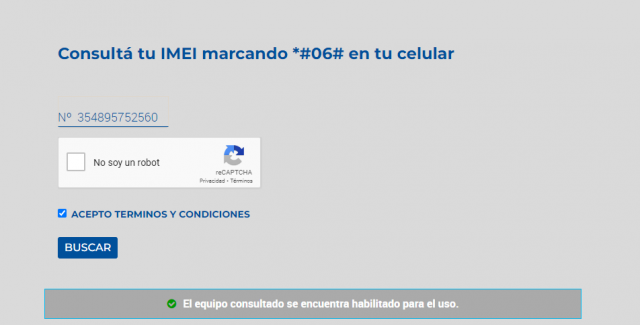 Consultá tu IMEI marcando *#06# en tu celular
Nº 354895752560
No soy un robot
reCAPTCHA
Privacidad - Términos
ACEPTO TERMINOS Y CONDICIONES
BUSCAR
El equipo consultado se encuentra habilitado para el uso.